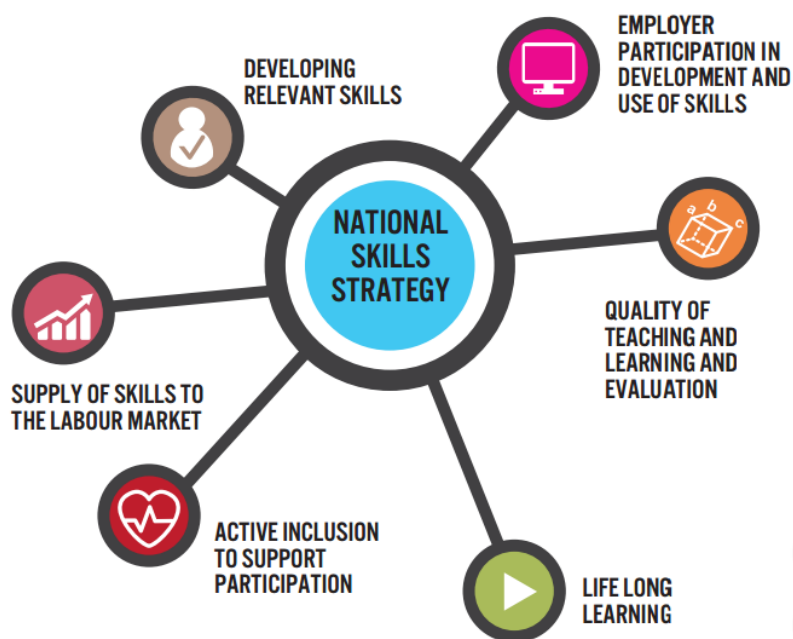 EMPLOYER
PARTICIPATION IN
DEVELOPMENT AND
USE OF SKILLS
DEVELOPING
RELEVANT SKILLS
NATIONAL
SKILLS
STRATEGY
a b c
QUALITY OF
TEACHING AND
LEARNING AND
EVALUATION
SUPPLY OF SKILLS TO
THE LABOUR MARKET
ACTIVE INCLUSION
TO SUPPORT
PARTICIPATION
LIFE LONG
LEARNING